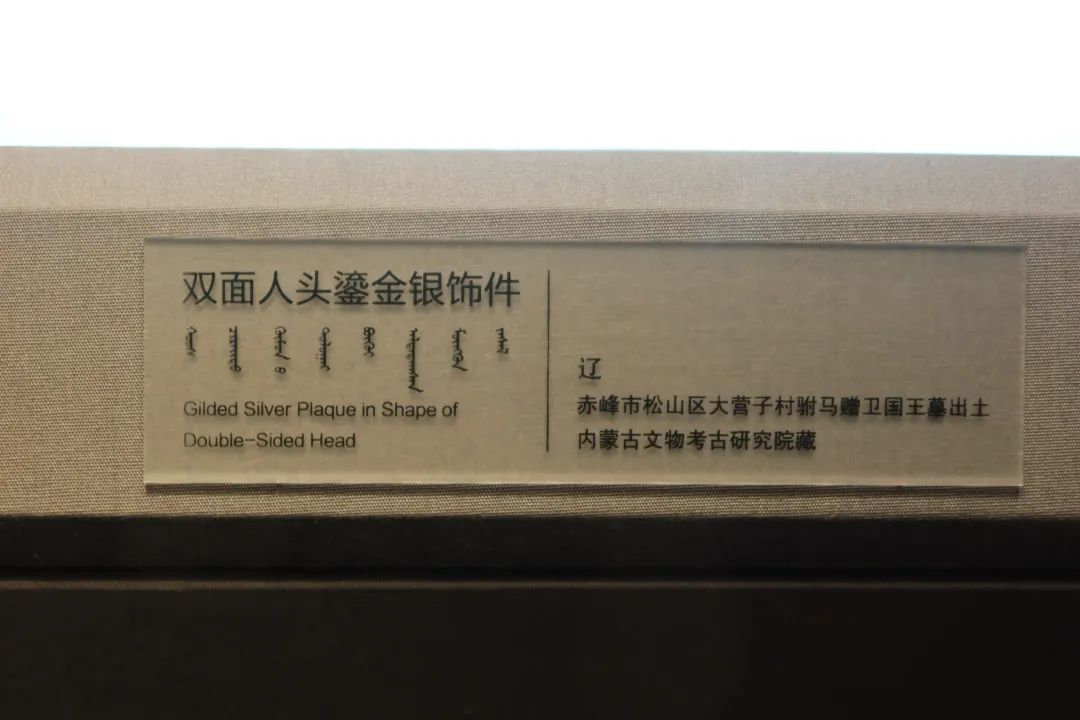 双面人头鎏金银饰件
Gilded Silver Plaque in Shape of
Double-Sided Head
辽
赤峰市松山区大营子村驸马赠卫国王墓出土
内蒙古文物考古研究院藏